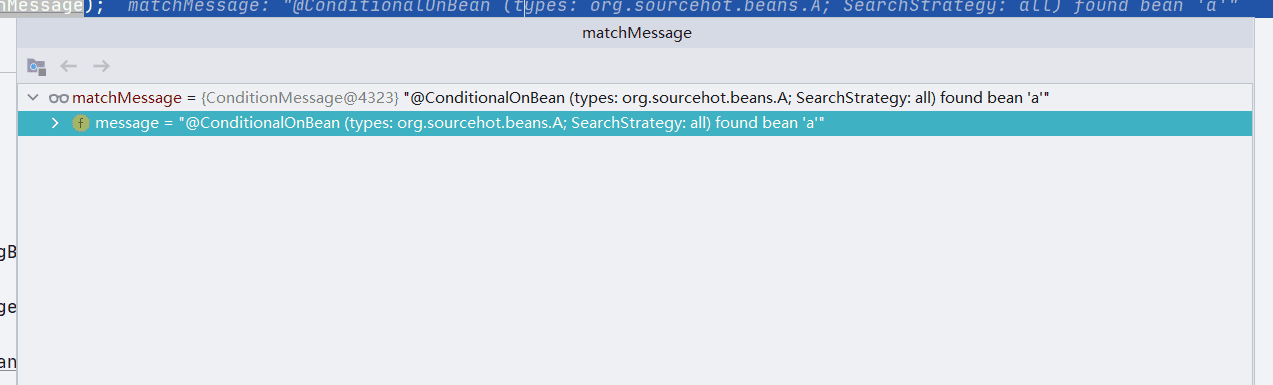 nMessage);  matchMessage: "@ConditionalOnBean (types: org.sourcehot.beans.A; SearchStrategy: all) found bean 'a'"
matchMessage
matchMessage = {ConditionMessage@4323} "@ConditionalOnBean (types: org.sourcehot.beans.A; SearchStrategy: all) found bean 'a'"
f message = "@ConditionalOnBean (types: org.sourcehot.beans.A; SearchStrategy: all) found bean 'a'"
gB
ge
an